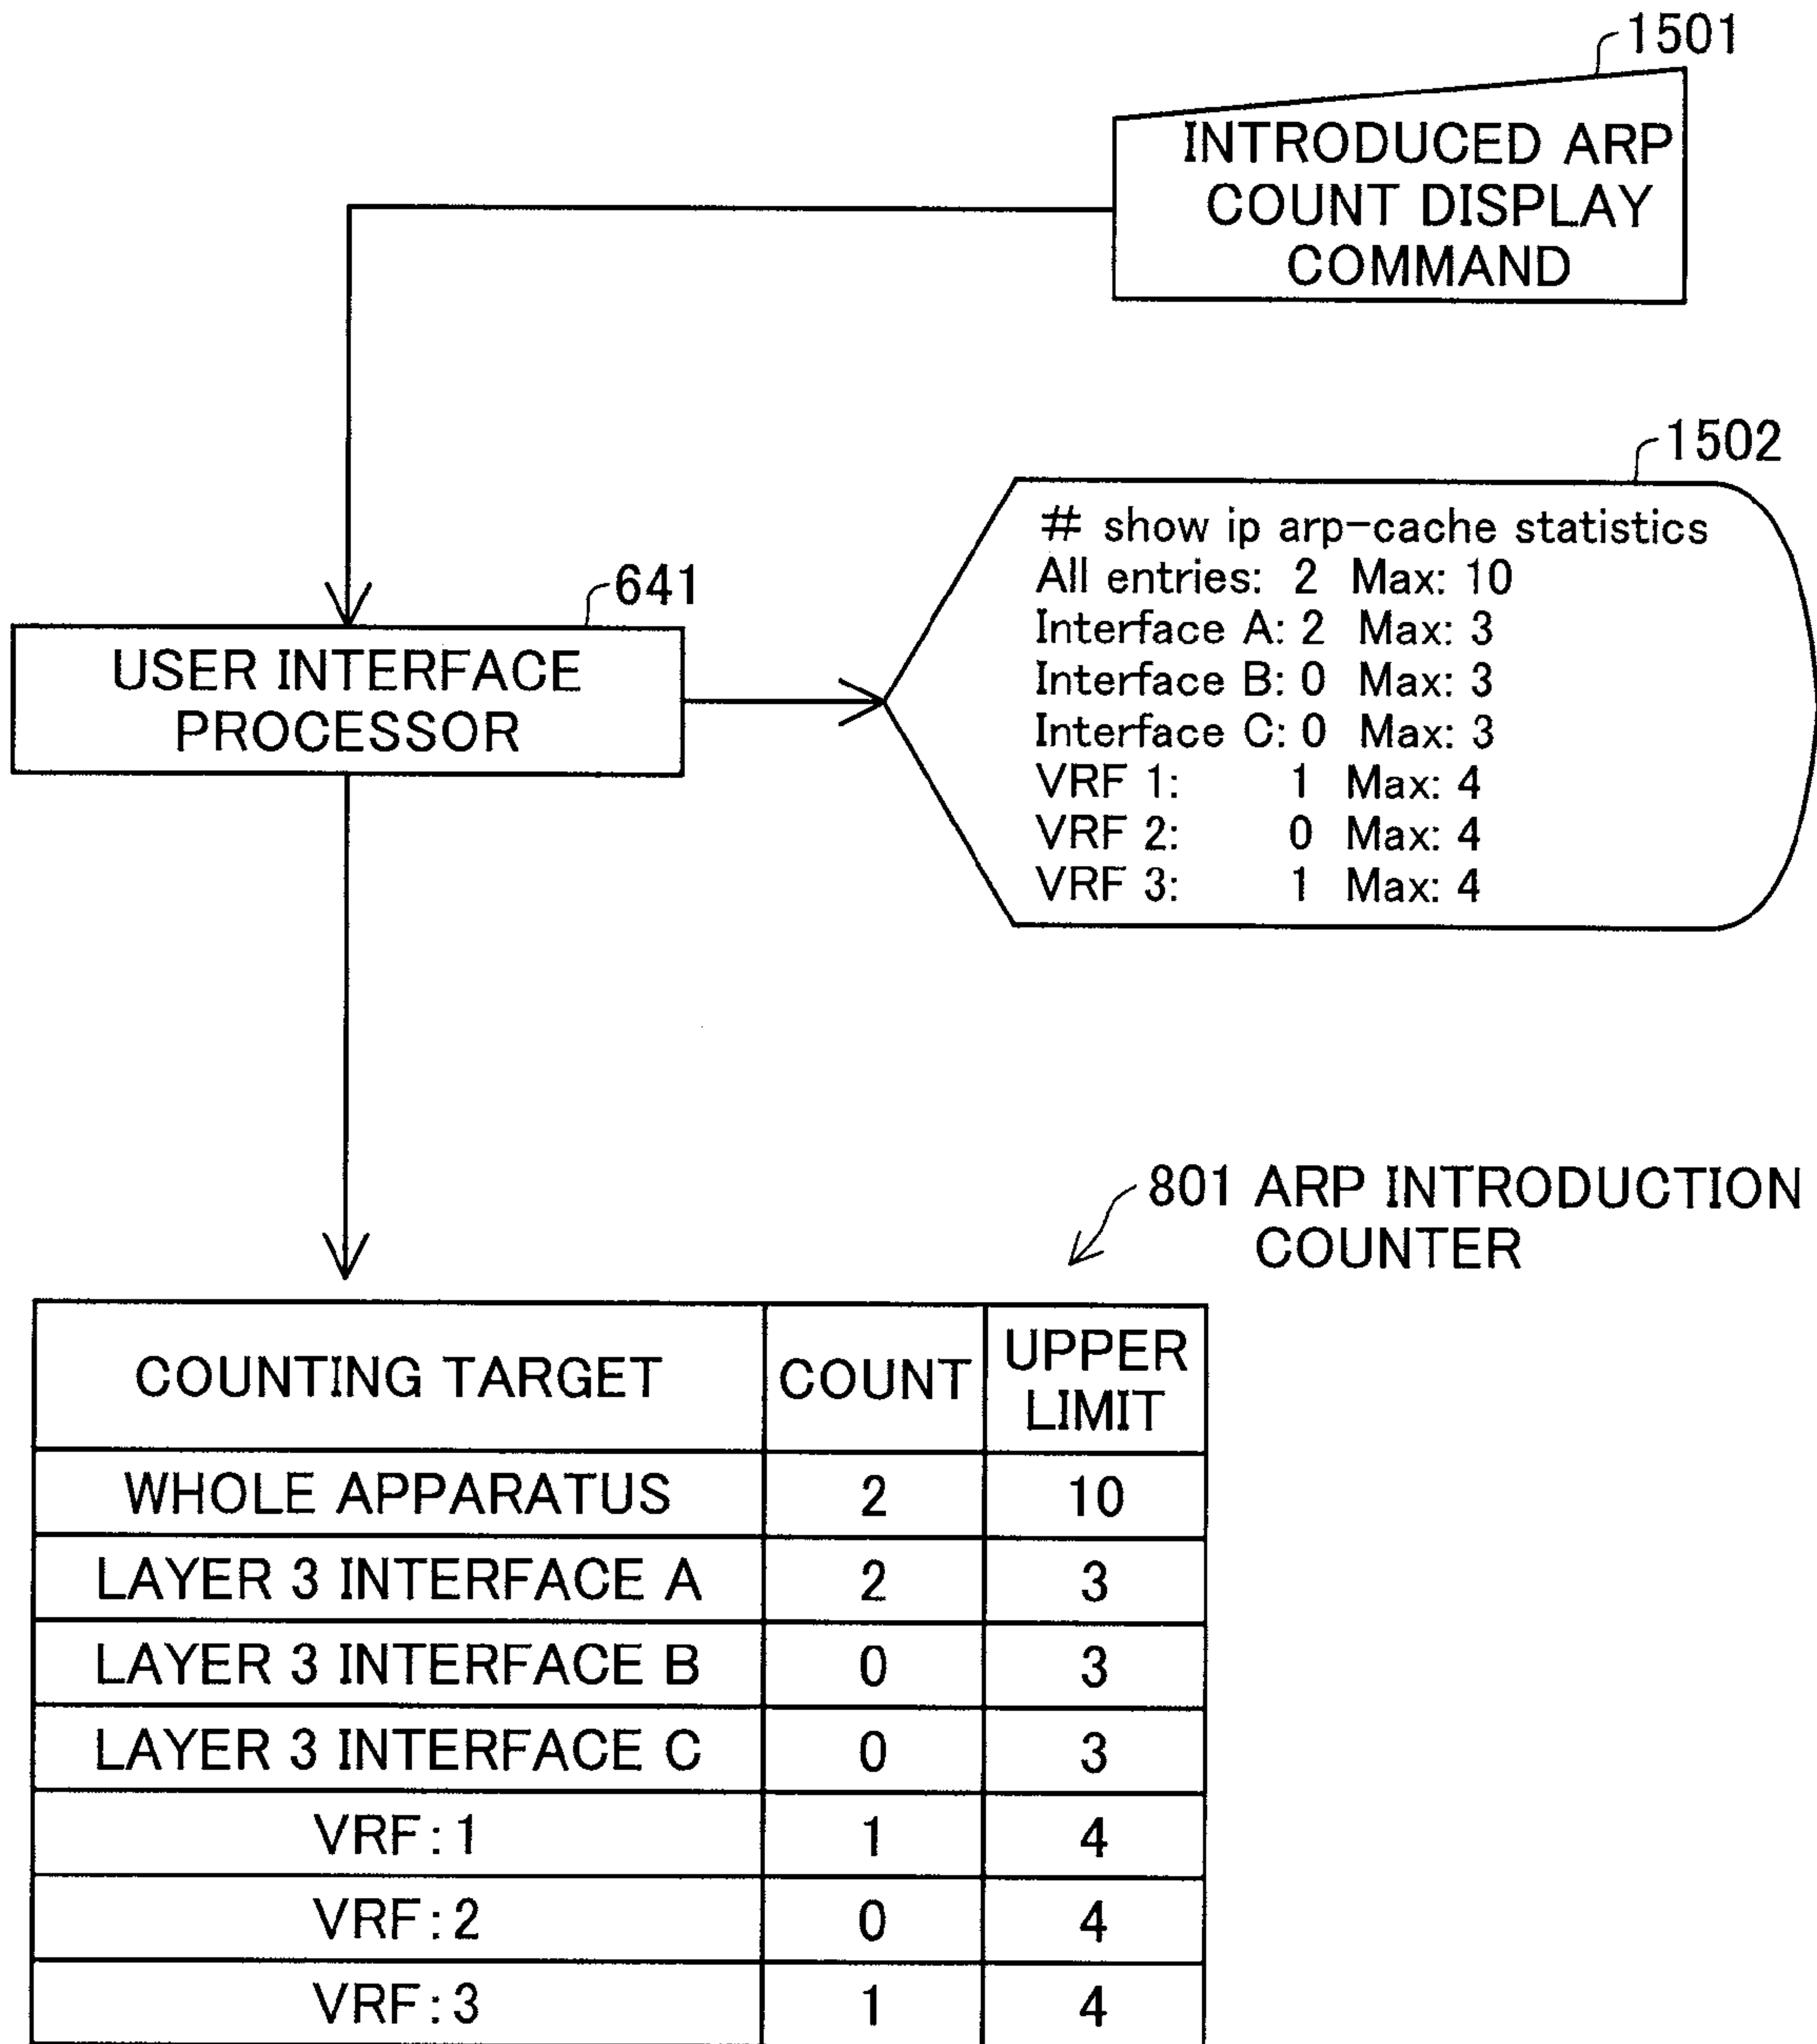 1501
INTRODUCED ARP
COUNT DISPLAY
COMMAND
1502
# show ip arp-cache statistics
All entries: 2 Max: 10
Interface A: 2 Max: 3
Interface B: 0 Max: 3
Interface C: 0 Max: 3
VRF 1: 1 Max: 4
VRF 2: 0 Max: 4
VRF 3: 1 Max: 4
641
USER INTERFACE
PROCESSOR
801 ARP INTRODUCTION
COUNTER
COUNTING TARGET COUNT UPPER
LIMIT
WHOLE APPARATUS 2 10
LAYER 3 INTERFACE A 2 3
LAYER 3 INTERFACE B 0 3
LAYER 3 INTERFACE C 0 3
VRF:1 1 4
VRF:2 0 4
VRF:3 1 4